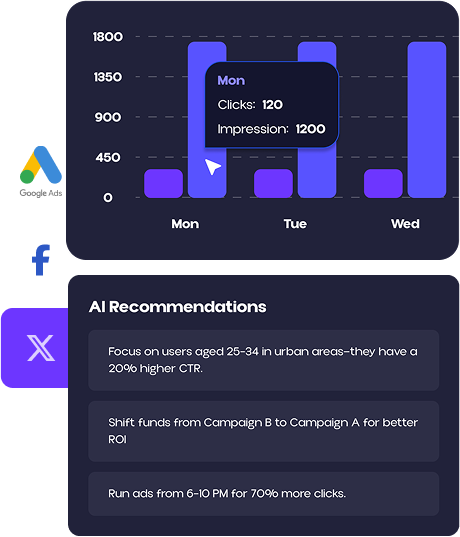 1800
1350
900
450
0
Mon
Clicks: 120
Impression: 1200
Mon Tue Wed
Google Ads
AI Recommendations
Focus on users aged 25-34 in urban areas–they have a
20% higher CTR.
Shift funds from Campaign B to Campaign A for better
ROI
Run ads from 6-10 PM for 70% more clicks.